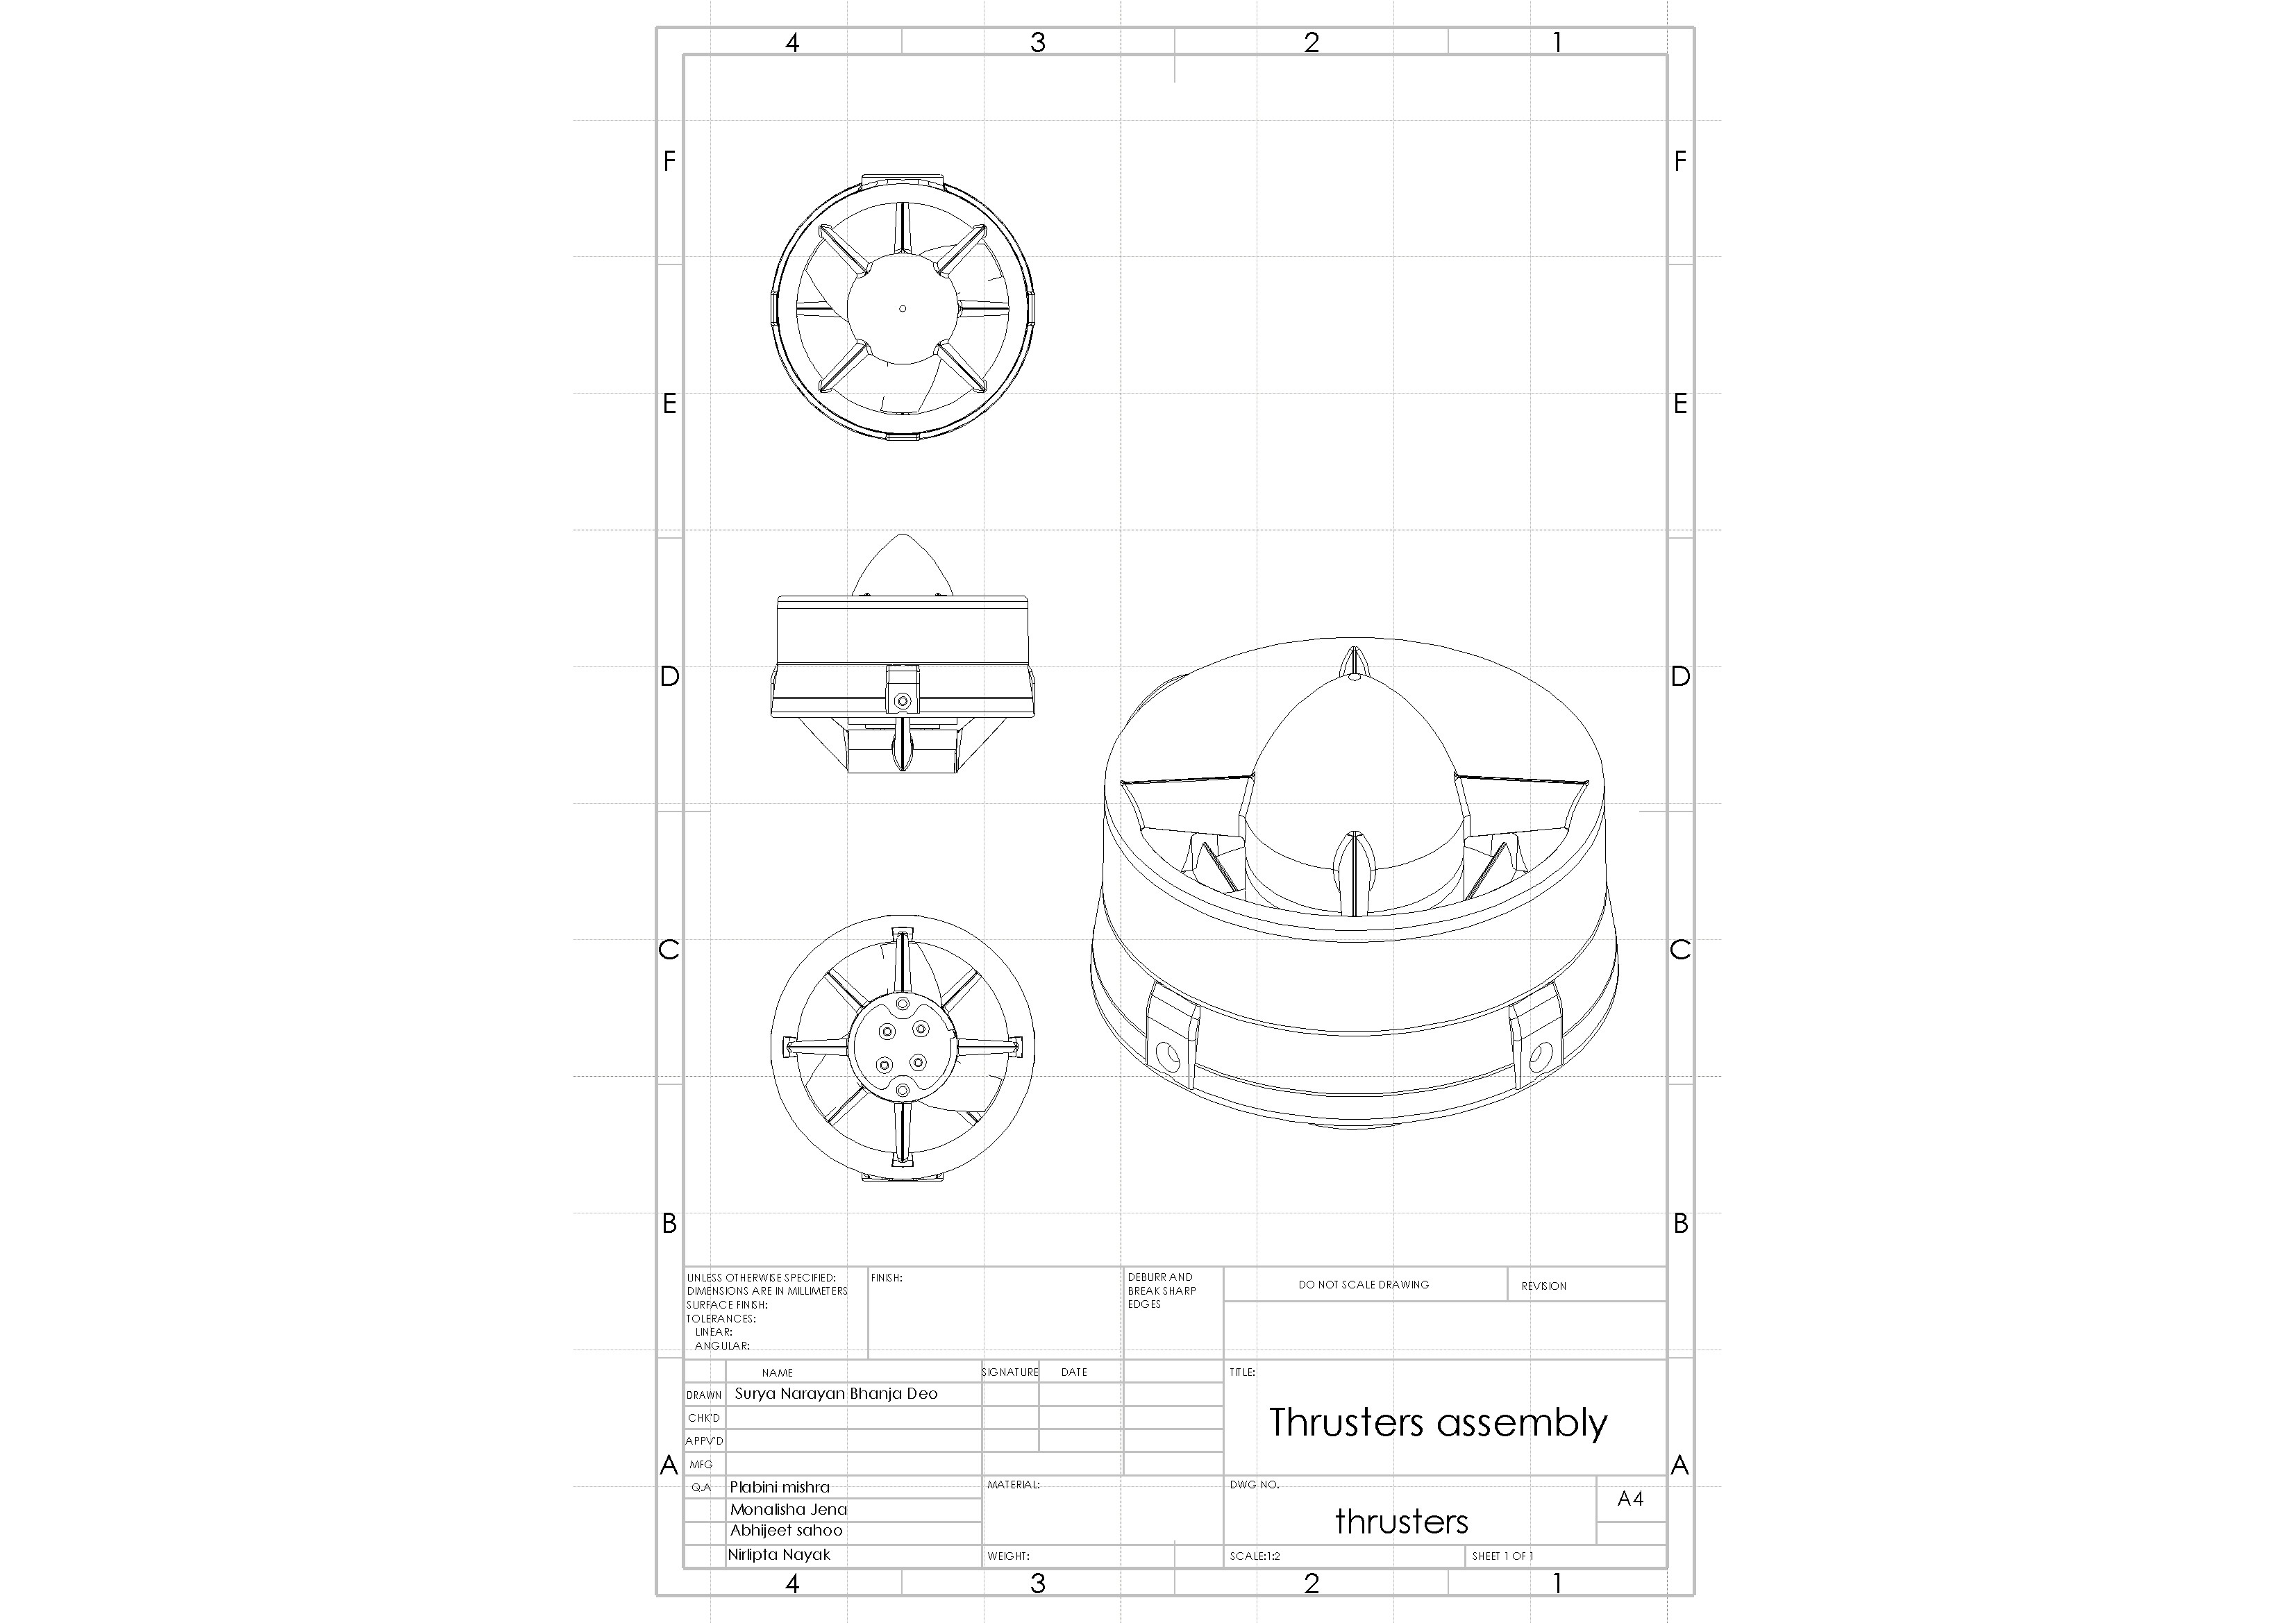 4 3 2 1
F F
E E
D D
C C
B B
UNLESS OTHERWISE SPECIFIED:
DIMENSIONS ARE IN MILLIMETERS
SURFACE FINISH:
TOLERANCES:
LINEAR:
ANGULAR:
FINISH:
DEBURR AND
BREAK SHARP
EDGES
DO NOT SCALE DRAWING
REVISION
NAME SIGNATURE DATE
DRAWN Surya Narayan Bhanja Deo
CHK'D
APPV'D
MFG
Q.A Plabini mishra
Monalisha Jena
Abhijeet sahoo
Nirlipta Nayak
MATERIAL:
WEIGHT:
TITLE:
Thrusters assembly
DWG NO.
thrusters
A4
SCALE:1:2
SHEET 1 OF 1
A A
4 3 2 1